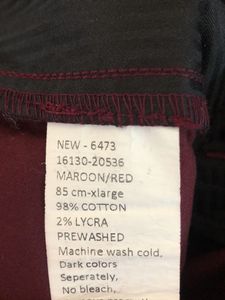 NEW - 6473
16130-20536
MAROON/RED
85 cm-xlarge
98% COTTON
2% LYCRA
PREWASHED
Machine wash cold,
Dark colors
Seperately,
No bleach,